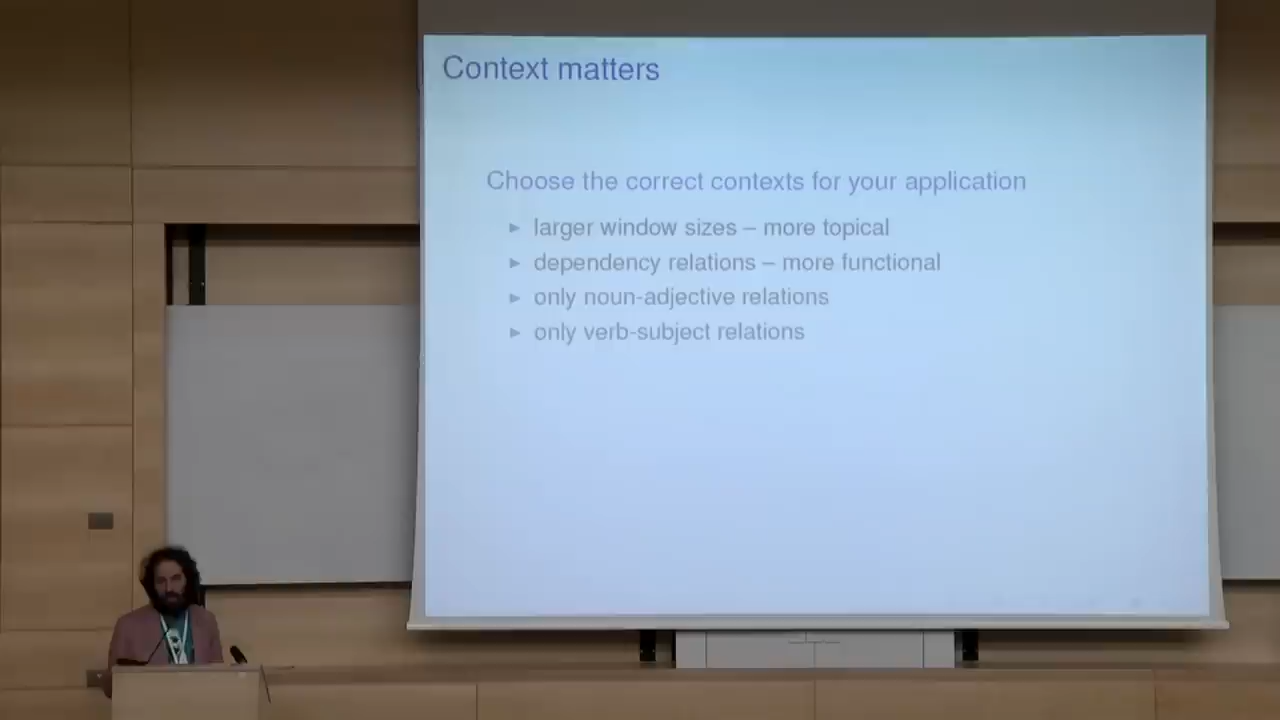 Context matters
Choose the correct contexts for your application
► larger window sizes – more topical
► dependency relations – more functional
► only noun-adjective relations
► only verb-subject relations